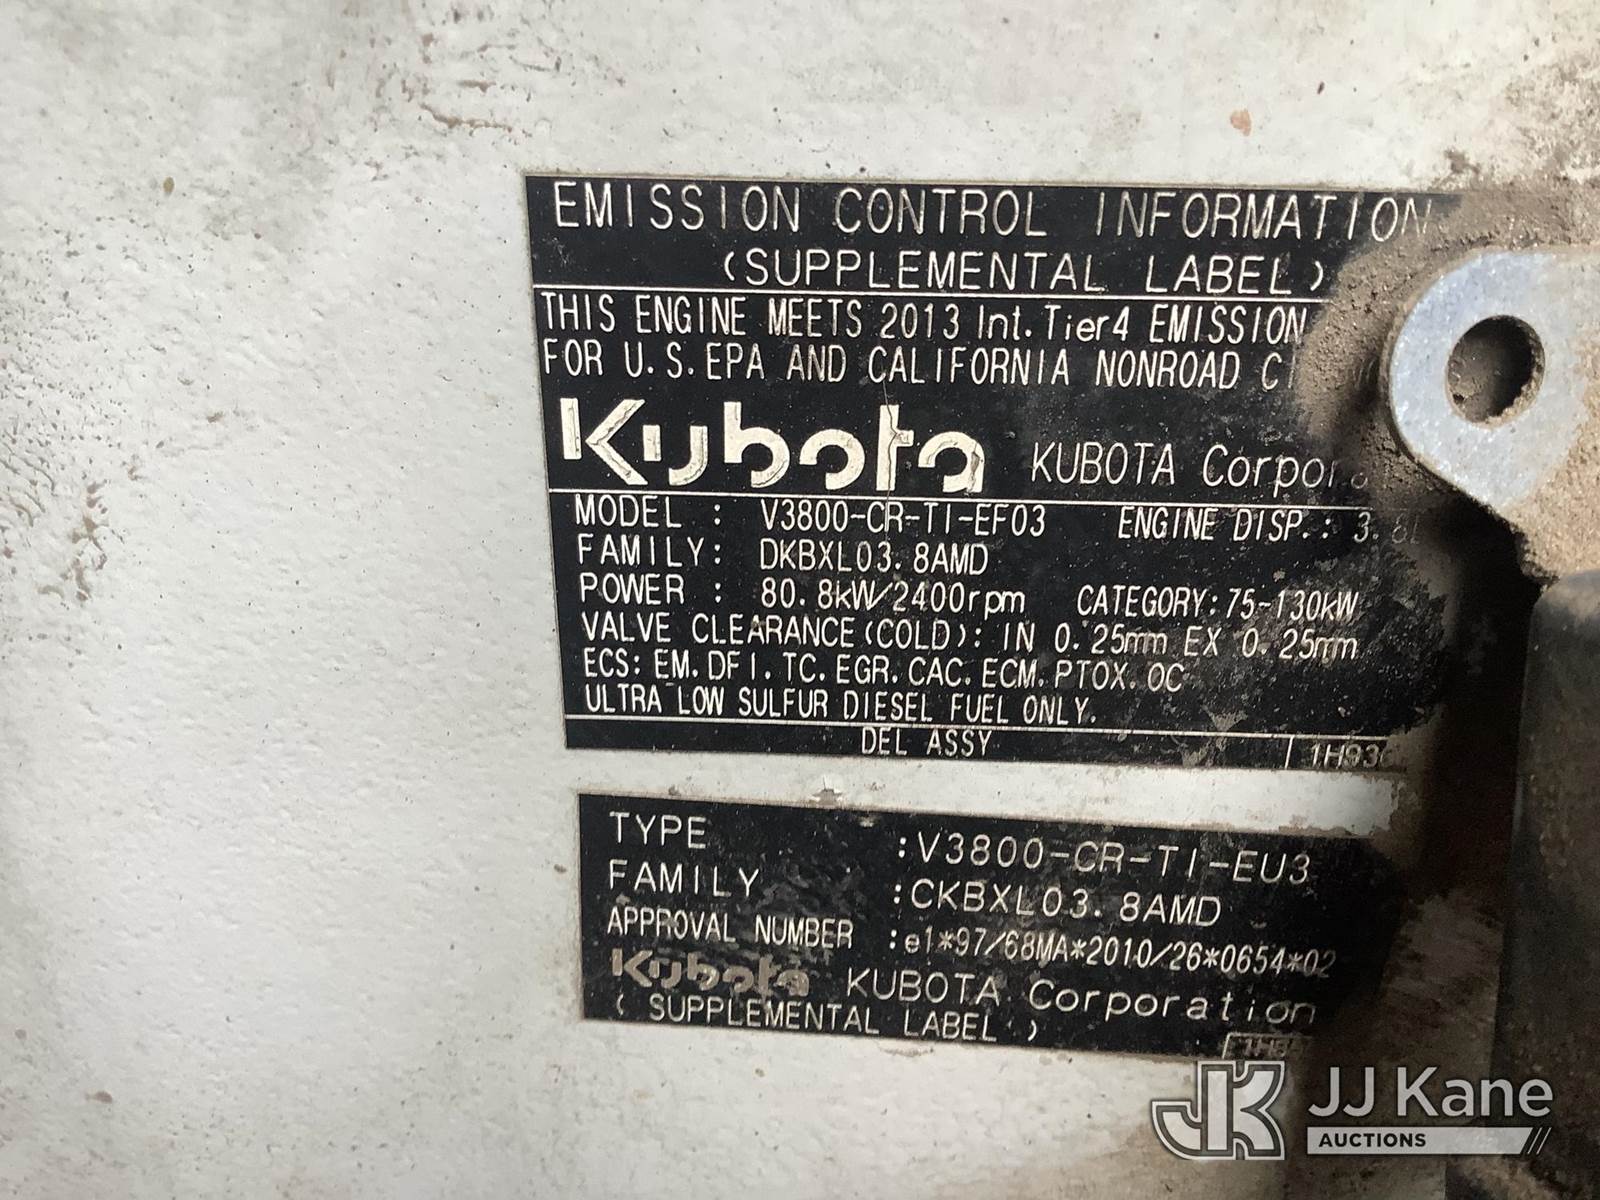 EMISSION CONTROL INFORMATION
(SUPPLEMENTAL LABEL)
THIS ENGINE MEETS 2013 Int. Tier4 EMISSION
FOR U.S.EPA AND CALIFORNIA NONROAD
Kubota KUBOTA
MODEL : V3800-CR-TI-EF03 ENGINE DISP.:
FAMILY: DKBXL03.8AMD
POWER : 80.8kW/2400rpm CATEGORY:75-130kW
VALVE CLEARANCE(COLD): IN 0.25mm EX 0.25mm
ECS: EM.DFI.TC.EGR.CAC.ECM.PTOX.OC
ULTRA LOW SULFUR DIESEL FUEL ONLY.
DEL ASSY
TYPE :V3800-CR-TI-EU3
FAMILY :CKBXL03.8AMD
APPROVAL NUMBER :e1*97/68MA*2010/26*0654*02
Kubota KUBOTA Corporation
(SUPPLEMENTAL LABEL)
JK JJ Kane
AUCTIONS